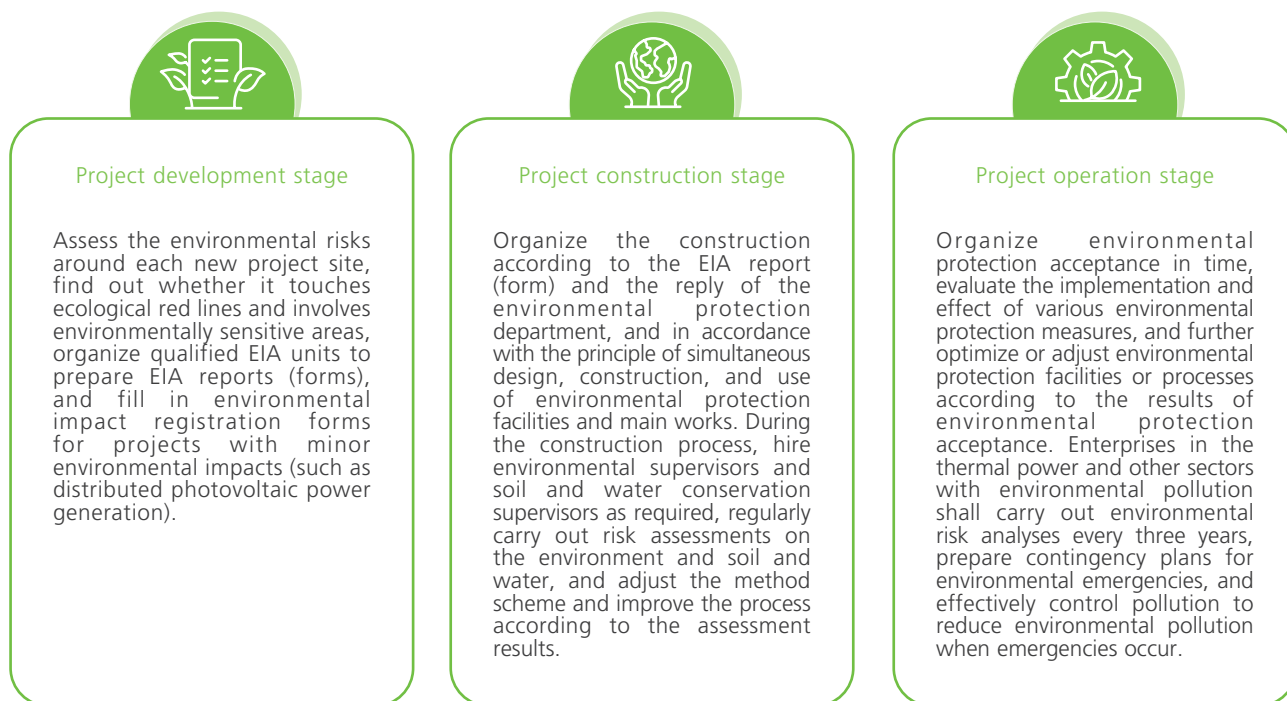 Project development stage
Assess the environmental risks
around each new project site,
find out whether it touches
ecological red lines and involves
environmentally sensitive areas,
organize qualified EIA units to
prepare EIA reports (forms),
and fill in environmental
impact registration forms
for projects with minor
environmental impacts (such as
distributed photovoltaic power
generation).
Project construction stage
Organize the construction
according to the EIA report
(form) and the reply of the
environmental protection
department, and in accordance
with the principle of simultaneous
design, construction, and use
of environmental protection
facilities and main works. During
the construction process, hire
environmental supervisors and
soil and water conservation
supervisors as required, regularly
carry out risk assessments on
the environment and soil and
water, and adjust the method
scheme and improve the process
according to the assessment
results.
Project operation stage
Organize environmental
protection acceptance in time,
evaluate the implementation and
effect of various environmental
protection measures, and further
optimize or adjust environmental
protection facilities or processes
according to the results of
environmental protection
acceptance. Enterprises in the
thermal power and other sectors
with environmental pollution
shall carry out environmental
risk analyses every three years,
prepare contingency plans for
environmental emergencies, and
effectively control pollution to
reduce environmental pollution
when emergencies occur.